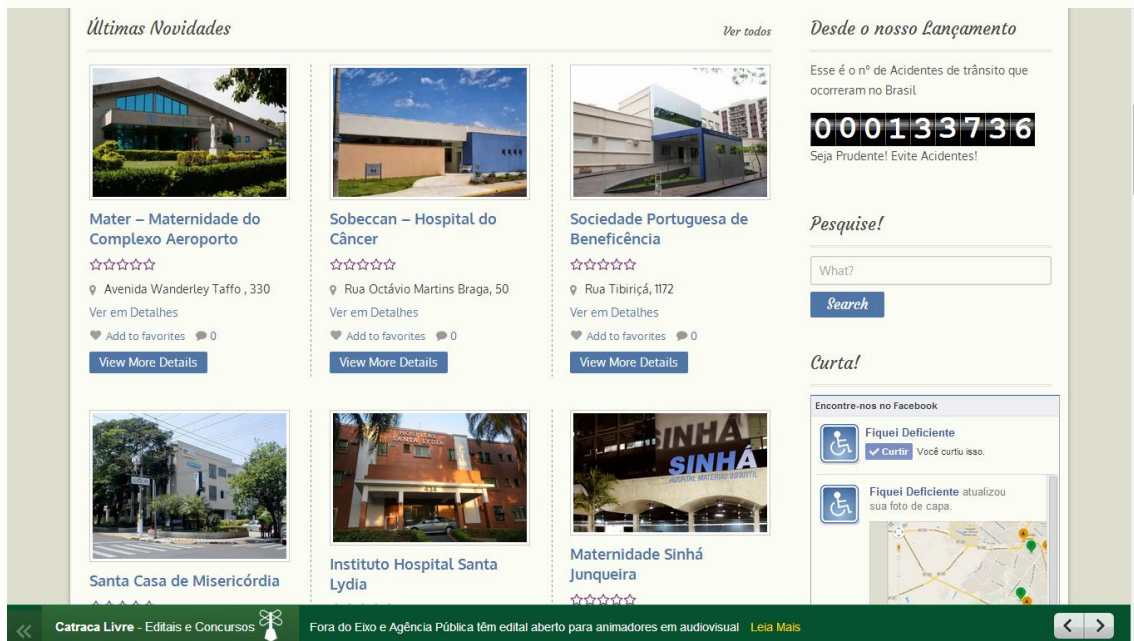 Últimas Novidades
Ver todos
Mater – Maternidade do
Complexo Aeroporto
Avenida Wanderley Taffo , 330
Ver em Detalhes
Add to favorites 0
View More Details
Sobeccan – Hospital do
Câncer
Rua Octávio Martins Braga, 50
Ver em Detalhes
Add to favorites 0
View More Details
Sociedade Portuguesa de
Beneficência
Rua Tibiriçá, 1172
Ver em Detalhes
Add to favorites 0
View More Details
Santa Casa de Misericórdia
HOSPITAL
SANTA LYDIA
434
Instituto Hospital Santa
Lydia
INHA
SINHÁ
HOSPITAL MATERNO INFANTIL
Maternidade Sinhá
Junqueira
Desde o nosso Lançamento
Esse é o nº de Acidentes de trânsito que
ocorreram no Brasil
000133736
Seja Prudente! Evite Acidentes!
Pesquise!
What?
Search
Curta!
Encontre-nos no Facebook
Fiquei Deficiente
Curtir Você curtiu isso.
Fiquei Deficiente atualizou
sua foto de capa.
Catraca Livre - Editais e Concursos
Fora do Eixo e Agência Pública têm edital aberto para animadores em audiovisual Leia Mais